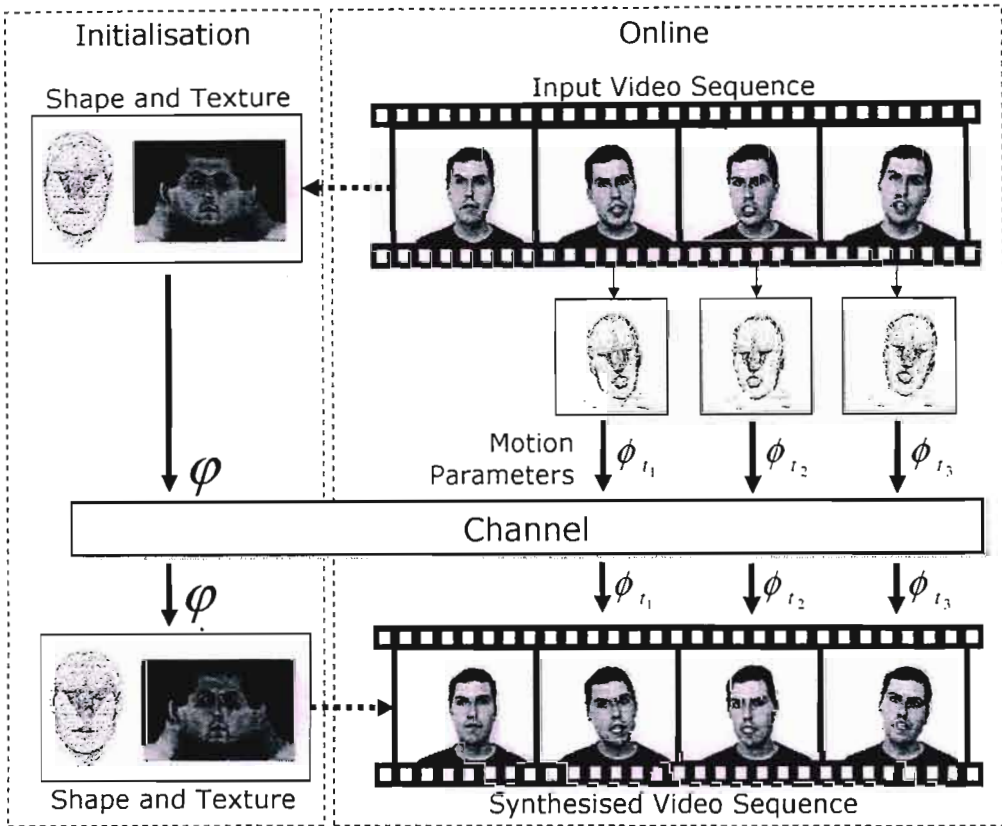 Initialisation
Online
Shape and Texture
Input Video Sequence
Motion
Parameters
φ
ϕ t₁
ϕ t₂
ϕ t₃
Channel
φ
ϕ t₁
ϕ t₂
ϕ t₃
Shape and Texture
Synthesised Video Sequence